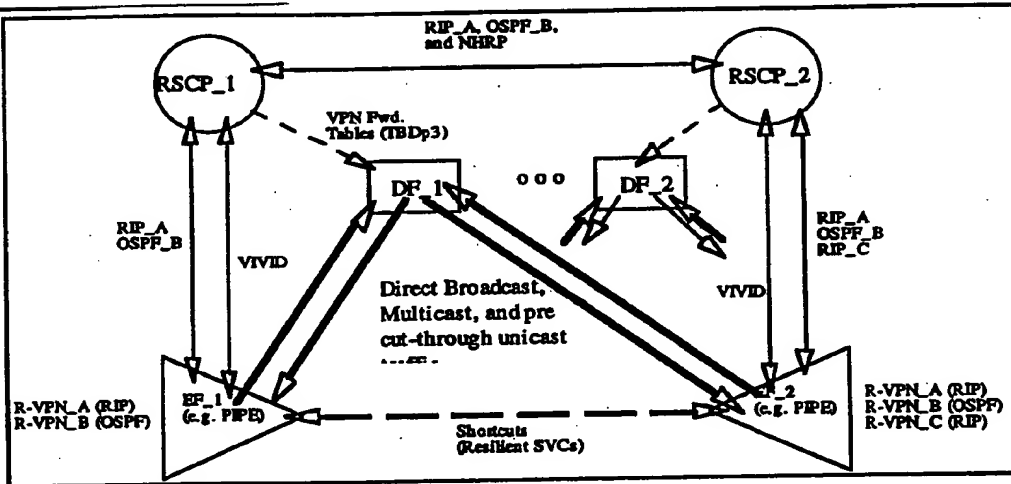 RIP_A, OSPF_B,
and NHRP
RSCP_1
RSCP_2
VPN Fwd.
Tables (TBDp3)
DF_1
o o o
DF_2
RIP_A
OSPF_B
VIVID
RIP_A
OSPF_B
RIP_C
VIVID
Direct Broadcast,
Multicast, and pre
cut-through unicast
EF_1
(e.g. PIPE)
R-VPN_A (RIP)
R-VPN_B (OSPF)
_2
(e.g. PIPE)
R-VPN_A (RIP)
R-VPN_B (OSPF)
R-VPN_C (RIP)
Shortcuts
(Resilient SVCs)